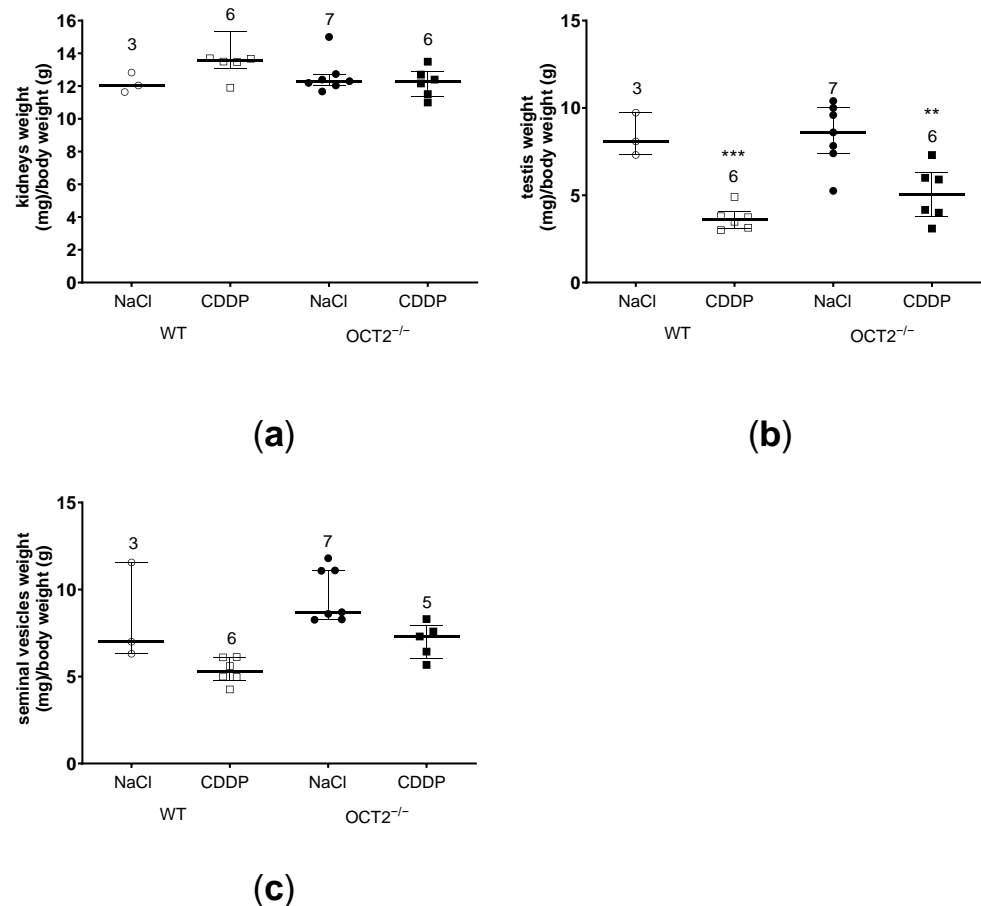 kidneys weight
(mg)/body weight (g)
16
14
12
10
8
6
4
2
0
3
6
7
6
NaCl
CDDP
NaCl
CDDP
WT
OCT2⁻/⁻
(a)
testis weight
(mg)/body weight (g)
15
10
5
0
3
***
6
7
**
6
NaCl
CDDP
NaCl
CDDP
WT
OCT2⁻/⁻
(b)
seminal vesicles weight
(mg)/body weight (g)
15
10
5
0
3
6
7
5
NaCl
CDDP
NaCl
CDDP
WT
OCT2⁻/⁻
(c)